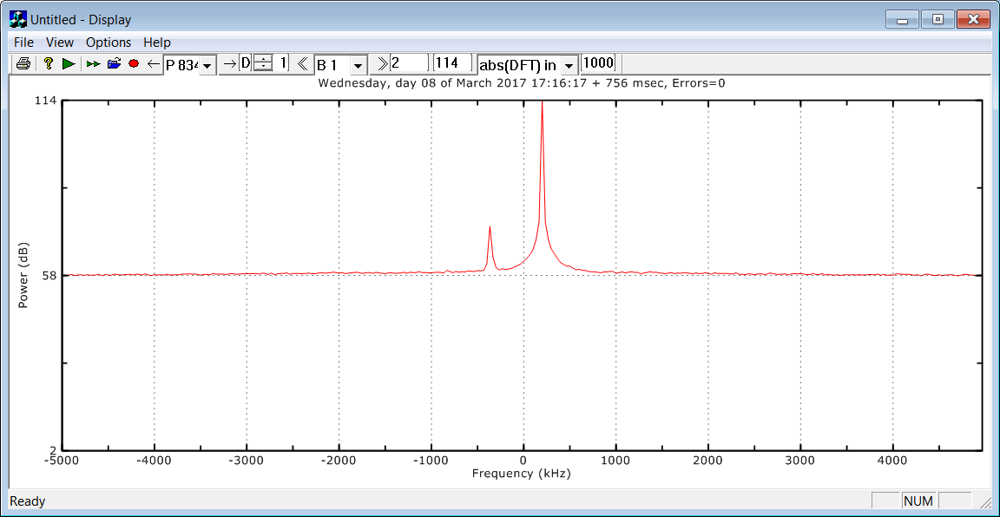 Untitled - Display
File View Options Help
P 834 D 1 B 1 2 114 abs(DFT) in 1000
Wednesday, day 08 of March 2017 17:16:17 + 756 msec, Errors=0
114
58
2
Power (dB)
-5000 -4000 -3000 -2000 -1000 0 1000 2000 3000 4000
Frequency (kHz)
Ready NUM